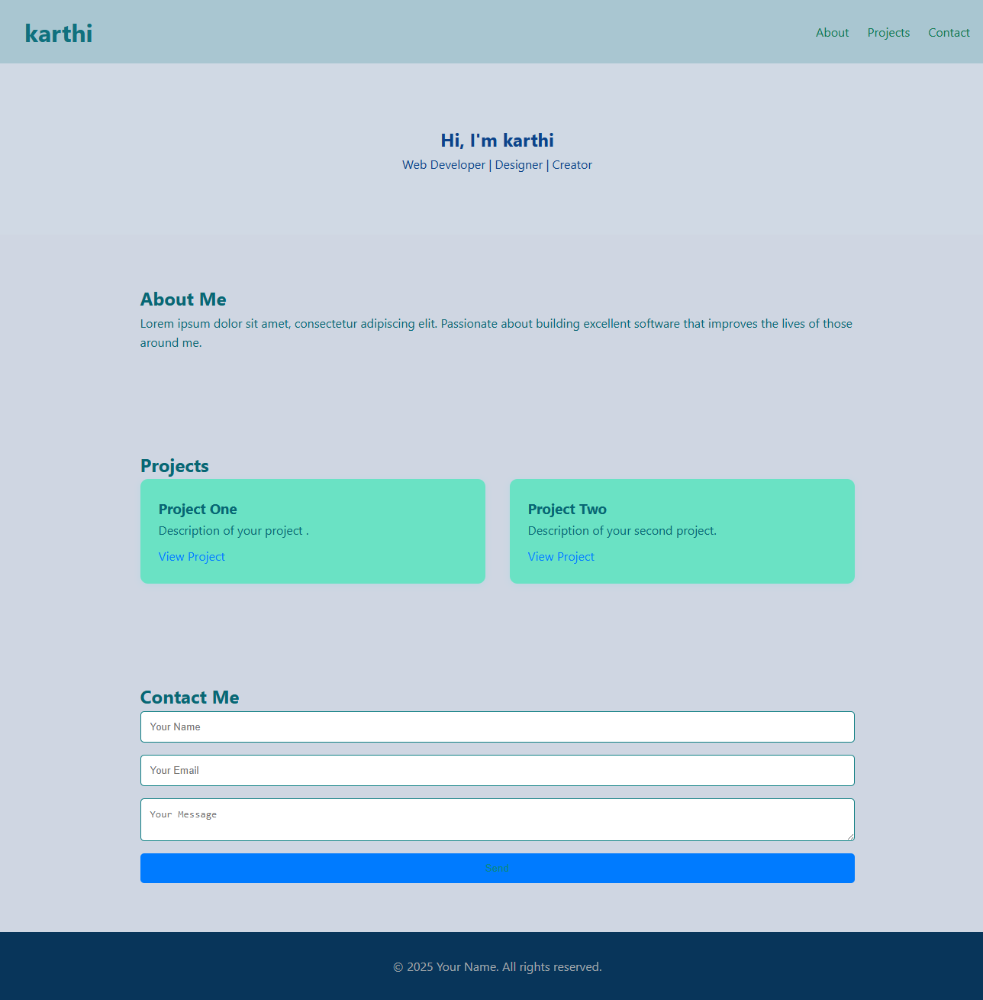 karthi
About Projects Contact
Hi, I'm karthi
Web Developer | Designer | Creator
About Me
Lorem ipsum dolor sit amet, consectetur adipiscing elit. Passionate about building excellent software that improves the lives of those
around me.
Projects
Project One
Description of your project .
View Project
Project Two
Description of your second project.
View Project
Contact Me
Your Name
Your Email
Your Message
Send
© 2025 Your Name. All rights reserved.